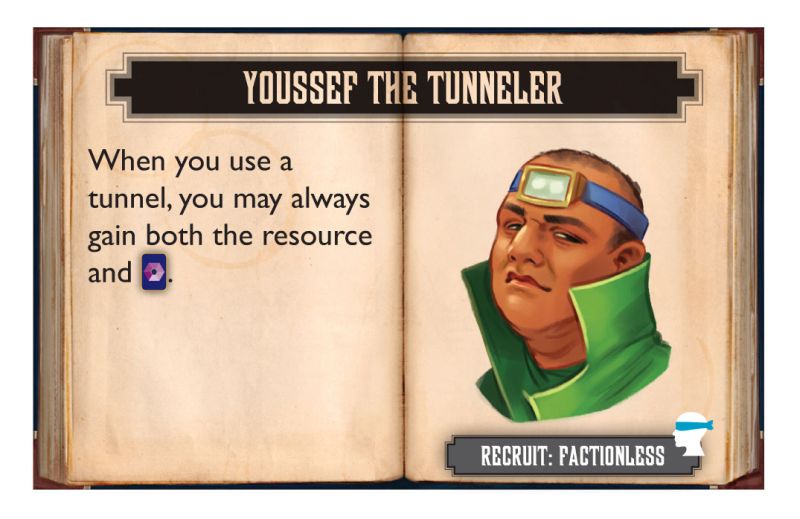 YOUSSEF THE TUNNELER
When you use a
tunnel, you may always
gain both the resource
and .
RECRUIT: FACTIONLESS